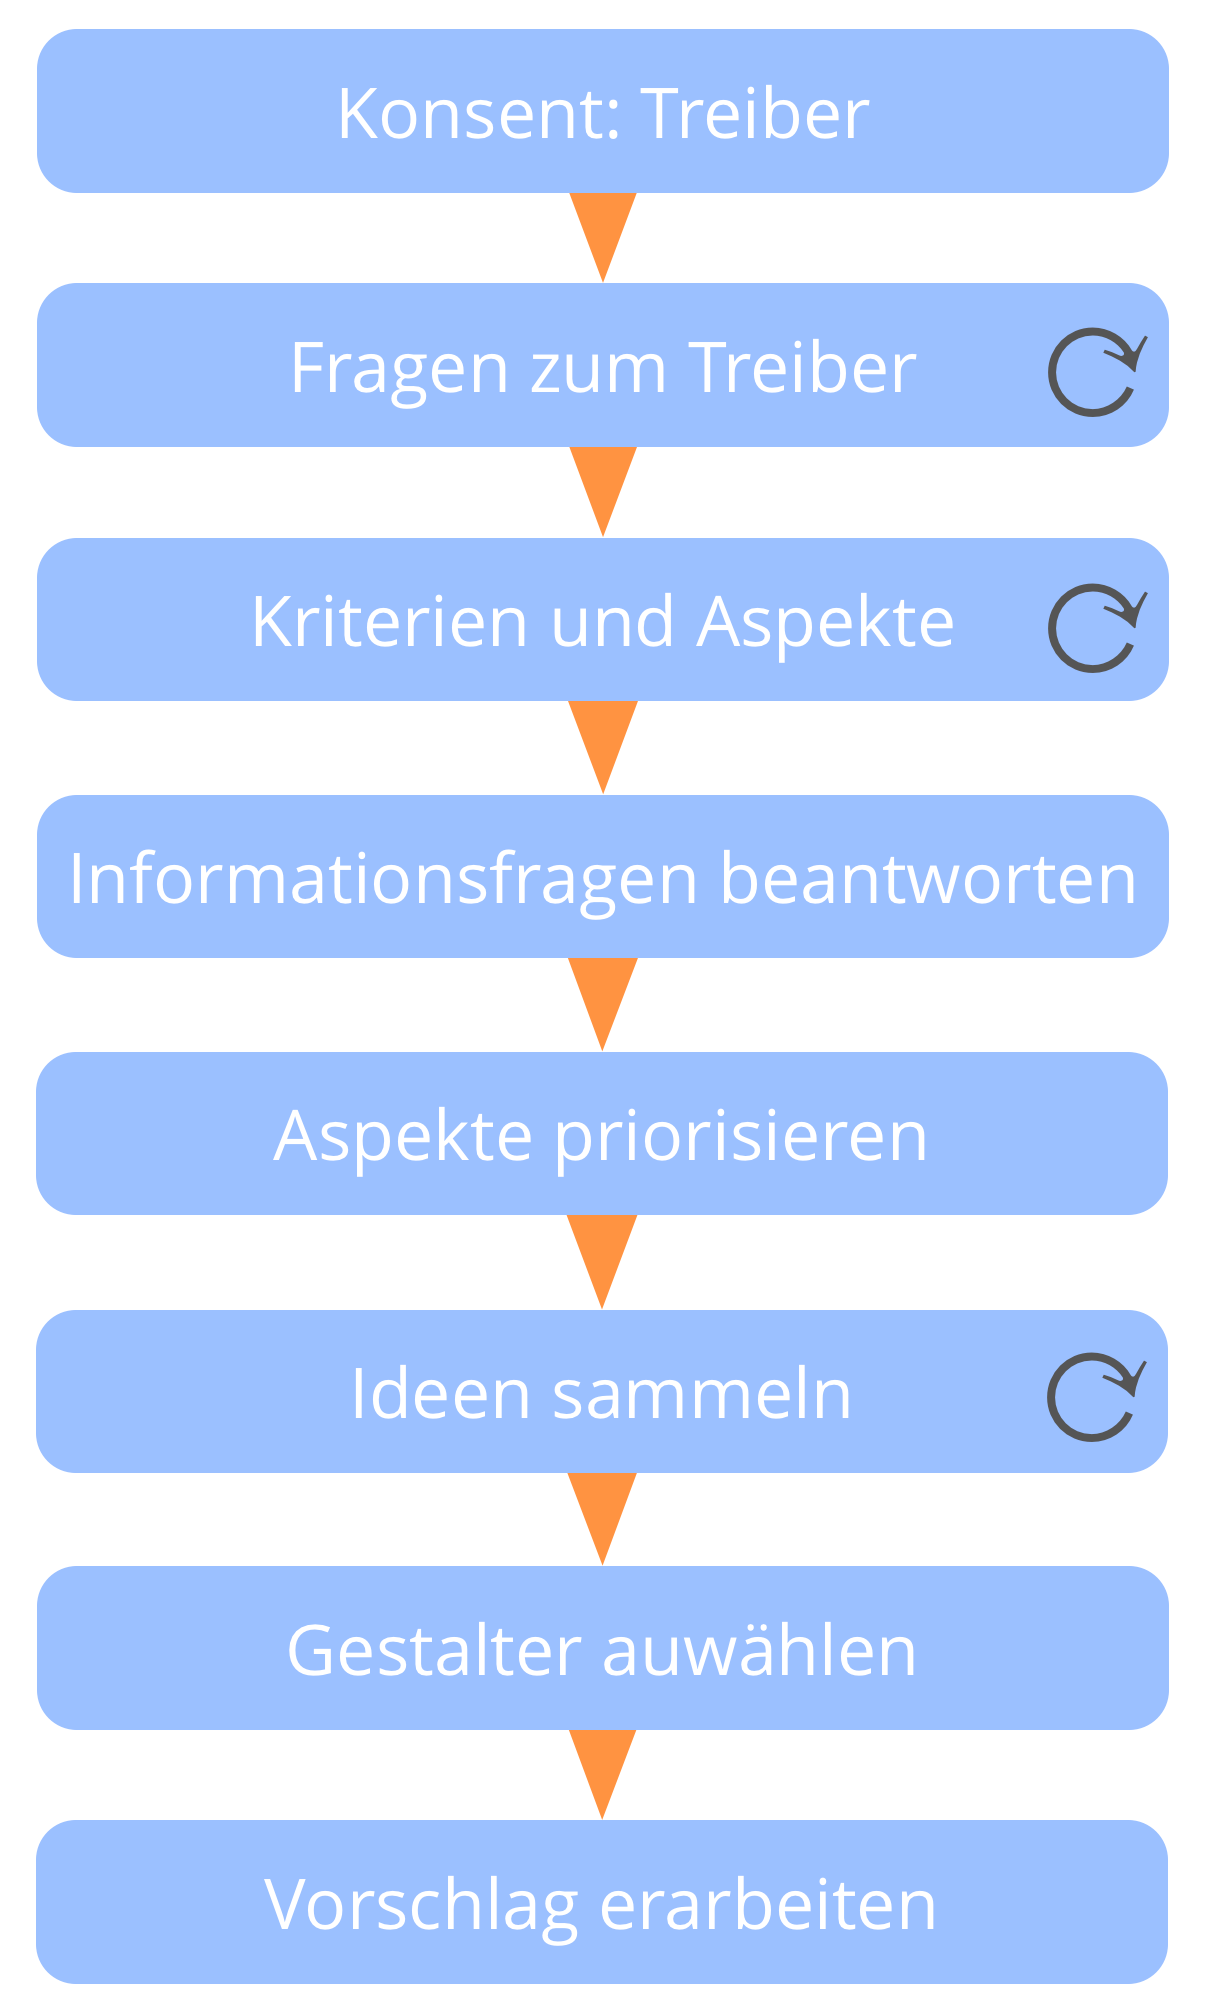 Konsent: Treiber
Fragen zum Treiber
Kriterien und Aspekte
Informationsfragen beantworten
Aspekte priorisieren
Ideen sammeln
Gestalter auwählen
Vorschlag erarbeiten